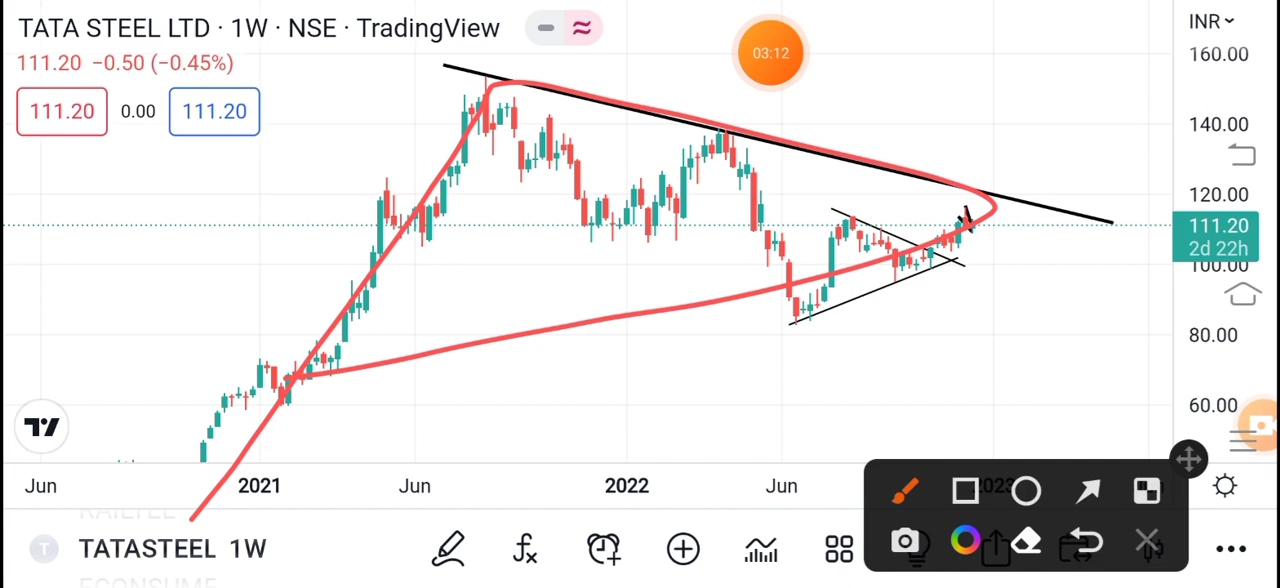 TATA STEEL LTD · 1W · NSE · TradingView
INR
111.20 −0.50 (−0.45%)
111.20 0.00 111.20
03:12
160.00
140.00
120.00
111.20
2d 22h
100.00
80.00
60.00
Jun 2021 Jun 2022 Jun 2023
T TATASTEEL 1W